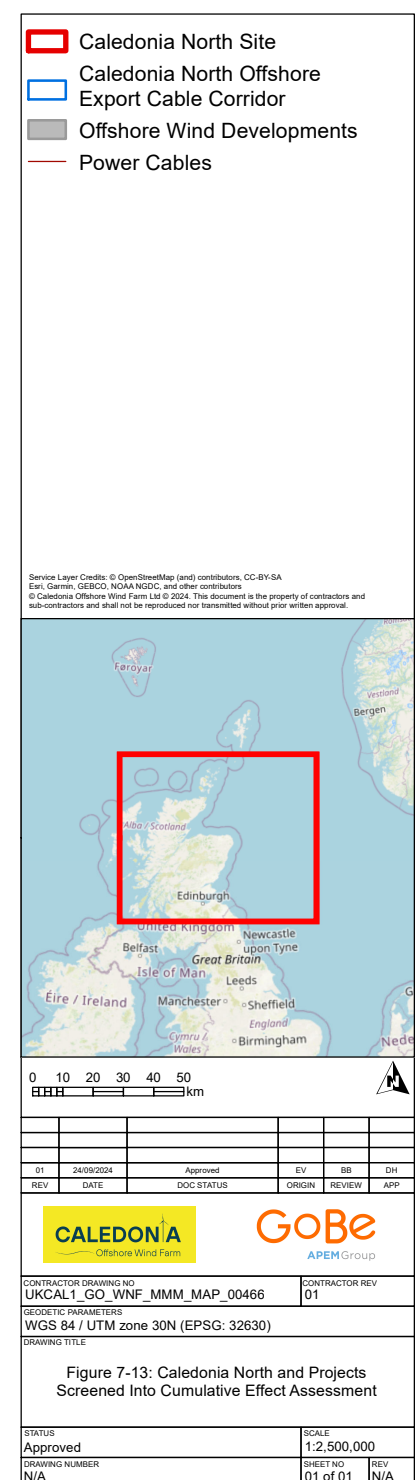 Caledonia North Site
Caledonia North Offshore
Export Cable Corridor
Offshore Wind Developments
Power Cables
Service Layer Credits: © OpenStreetMap (and) contributors, CC-BY-SA
Esri, Garmin, GEBCO, NOAA NGDC, and other contributors
© Caledonia Offshore Wind Farm Ltd © 2024. This document is the property of contractors and
sub-contractors and shall not be reproduced nor transmitted without prior written approval.
Føroyar
Vestland
Bergen
Alba / Scotland
Edinburgh
United Kingdom
Newcastle
upon Tyne
Belfast
Great Britain
Isle of Man
Leeds
Éire / Ireland
Manchester
Sheffield
England
Cymru /
Wales
Birmingham
0 10 20 30 40 50
km
N
01 24/09/2024 Approved EV BB DH
REV DATE DOC STATUS ORIGIN REVIEW APP
CALEDONIA
Offshore Wind Farm
GoBe
APEMGroup
CONTRACTOR DRAWING NO
UKCAL1_GO_WNF_MMM_MAP_00466
CONTRACTOR REV
01
GEODETIC PARAMETERS
WGS 84 / UTM zone 30N (EPSG: 32630)
DRAWING TITLE
Figure 7-13: Caledonia North and Projects
Screened Into Cumulative Effect Assessment
STATUS
Approved
SCALE
1:2,500,000
DRAWING NUMBER
N/A
SHEET NO
01 of 01
REV
N/A